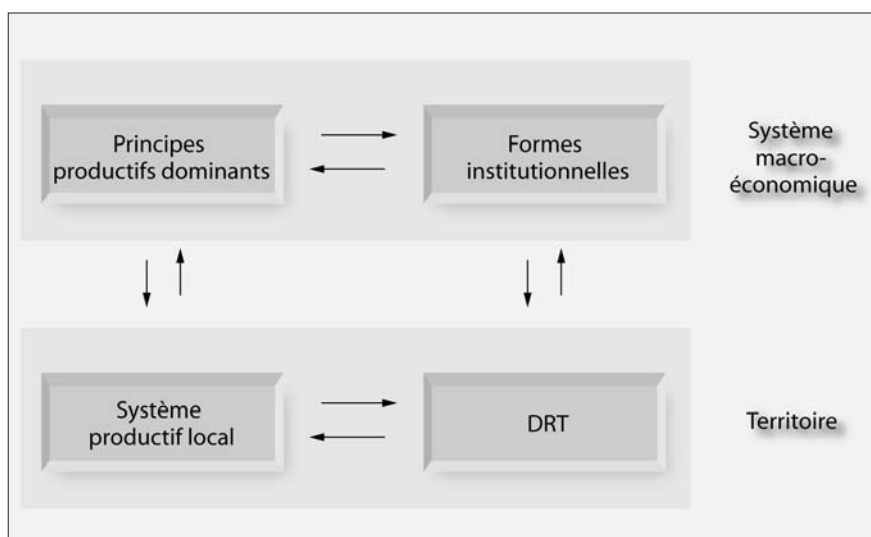 Principes
productifs dominants
Formes
institutionnelles
Système
macro-
économique
Système
productif local
DRT
Territoire